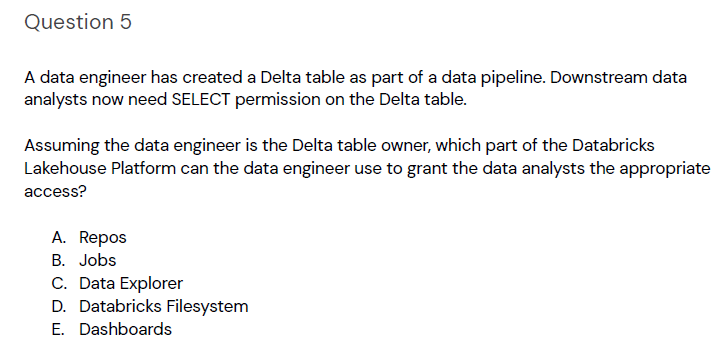 Question 5
A data engineer has created a Delta table as part of a data pipeline. Downstream data
analysts now need SELECT permission on the Delta table.
Assuming the data engineer is the Delta table owner, which part of the Databricks
Lakehouse Platform can the data engineer use to grant the data analysts the appropriate
access?
A. Repos
B. Jobs
C. Data Explorer
D. Databricks Filesystem
E. Dashboards